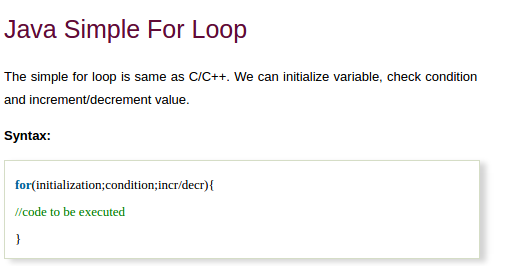 Java Simple For Loop
The simple for loop is same as C/C++. We can initialize variable, check condition
and increment/decrement value.
Syntax:
for(initialization;condition;incr/decr){
//code to be executed
}